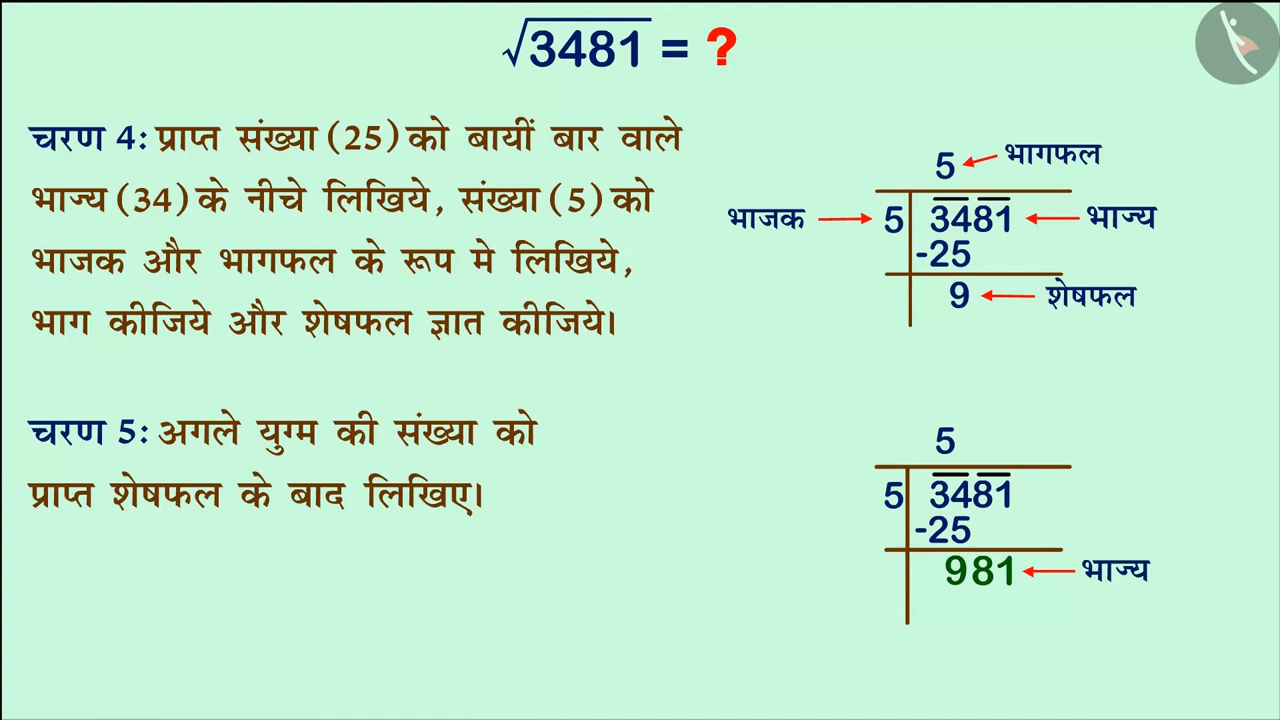 √3481 = ?
चरण 4: प्राप्त संख्या (25) को बायीं बार वाले
भाज्य (34) के नीचे लिखिये, संख्या (5) को
भाजक और भागफल के रूप मे लिखिये,
भाग कीजिये और शेषफल ज्ञात कीजिये।
5 भागफल
भाजक 5 3481 भाज्य
-25
9 शेषफल
चरण 5: अगले युग्म की संख्या को
प्राप्त शेषफल के बाद लिखिए।
5
5 3481
-25
981 भाज्य